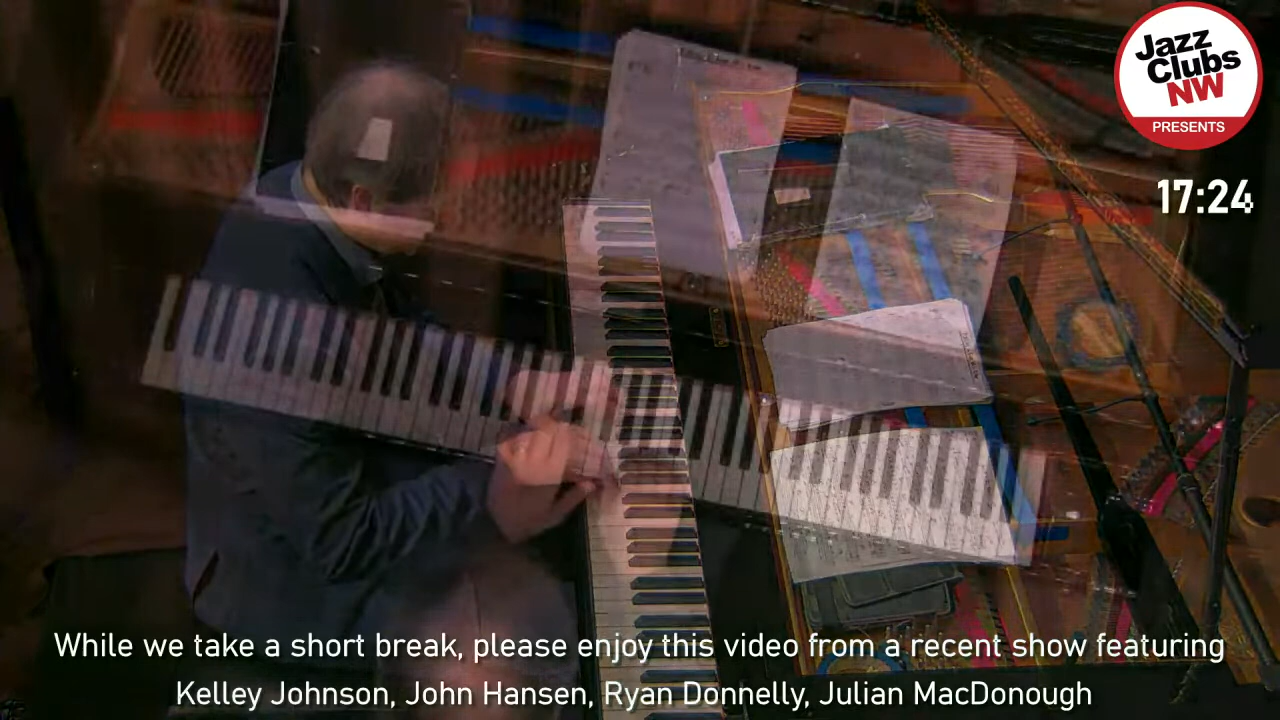 Jazz
Clubs
NW
PRESENTS
17:24
While we take a short break, please enjoy this video from a recent show featuring
Kelley Johnson, John Hansen, Ryan Donnelly, Julian MacDonough